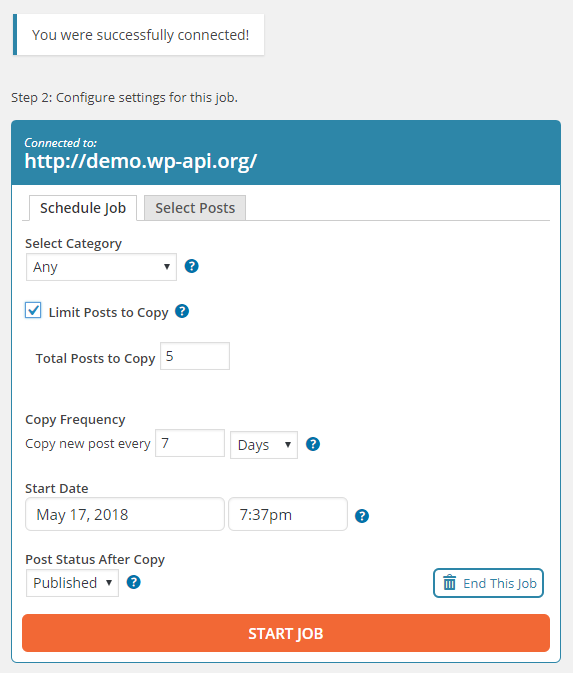 You were successfully connected!
Step 2: Configure settings for this job.
Connected to:
http://demo.wp-api.org/
Schedule Job Select Posts
Select Category
Any ?
Limit Posts to Copy ?
Total Posts to Copy 5
Copy Frequency
Copy new post every 7 Days ?
Start Date
May 17, 2018 7:37pm ?
Post Status After Copy
Published ? End This Job
START JOB